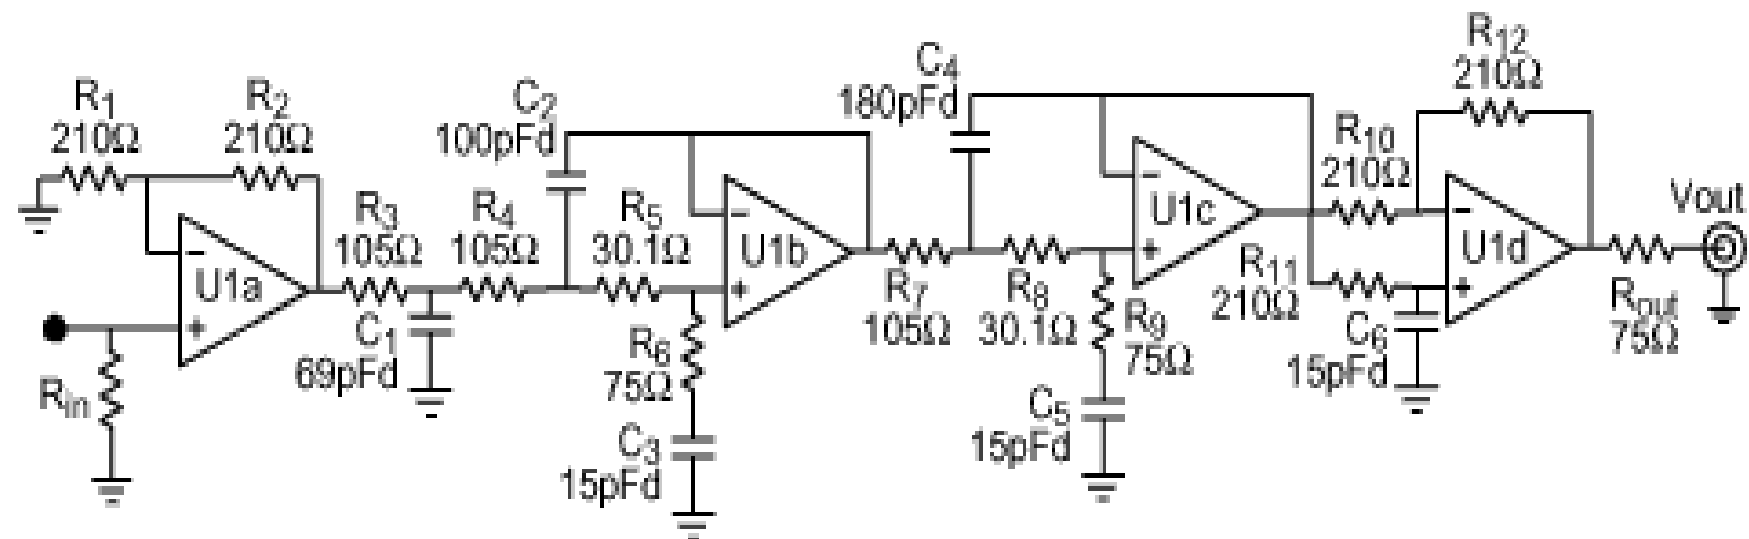 R1
210Ω
R2
210Ω
U1a
Rin
R3
105Ω
C1
69pFd
R4
105Ω
C2
100pFd
R5
30.1Ω
R6
75Ω
C3
15pFd
U1b
R7
105Ω
C4
180pFd
R8
30.1Ω
R9
75Ω
C5
15pFd
U1c
R10
210Ω
R11
210Ω
C6
15pFd
R12
210Ω
U1d
Rout
75Ω
Vout